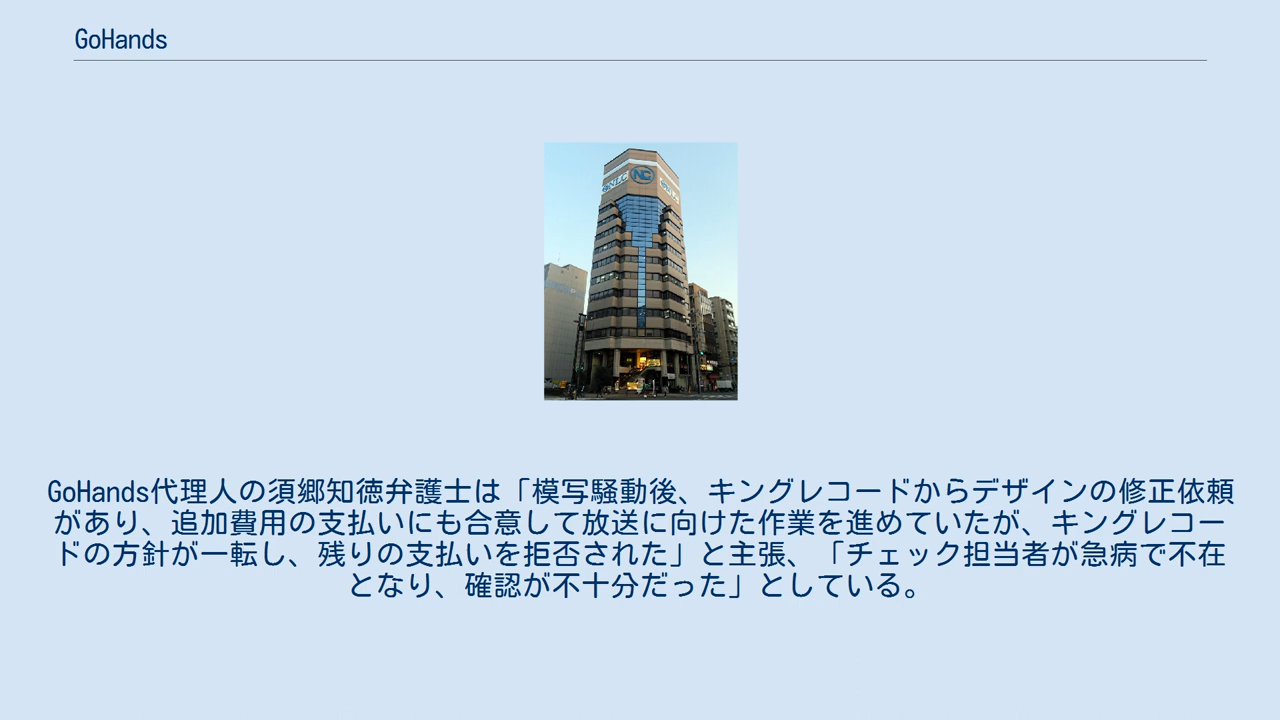 GoHands
NC
NLC
GoHands代理人の須郷知徳弁護士は「模写騒動後、キングレコードからデザインの修正依頼
があり、追加費用の支払いにも合意して放送に向けた作業を進めていたが、キングレコー
ドの方針が一転し、残りの支払いを拒否された」と主張、「チェック担当者が急病で不在
となり、確認が不十分だった」としている。